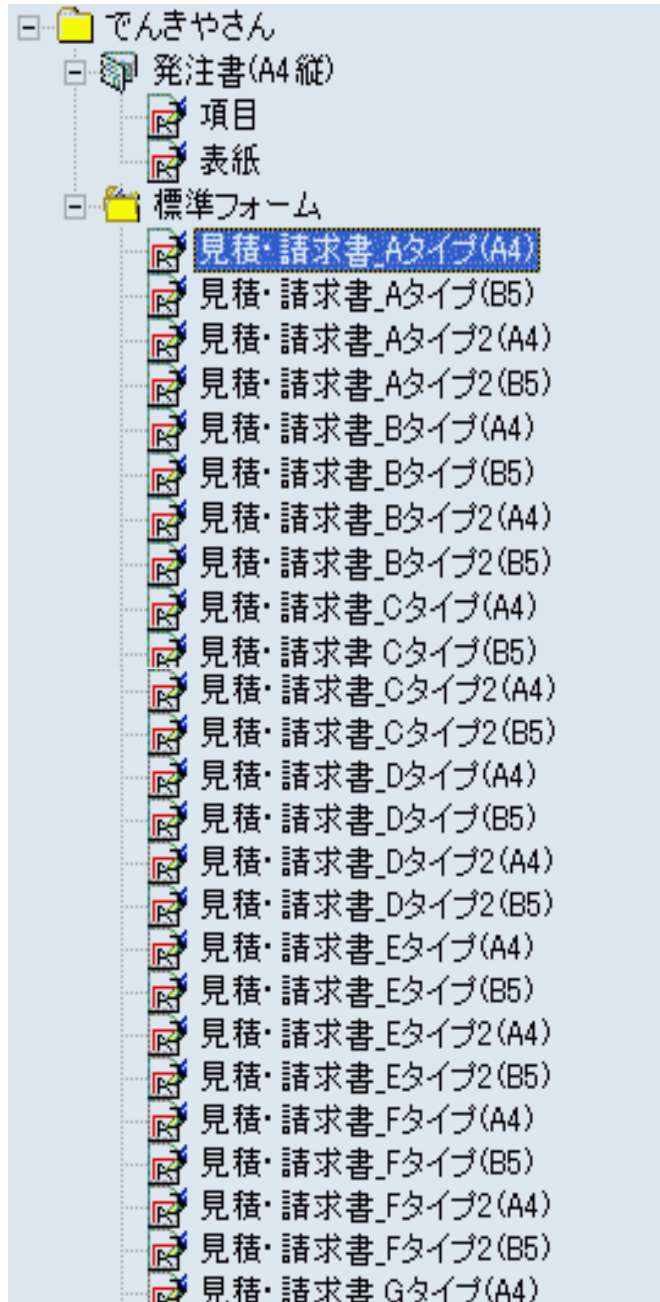 でんきやさん
発注書(A4縦)
項目
表紙
標準フォーム
見積・請求書_Aタイプ(A4)
見積・請求書_Aタイプ(B5)
見積・請求書_Aタイプ2(A4)
見積・請求書_Aタイプ2(B5)
見積・請求書_Bタイプ(A4)
見積・請求書_Bタイプ(B5)
見積・請求書_Bタイプ2(A4)
見積・請求書_Bタイプ2(B5)
見積・請求書_Cタイプ(A4)
見積・請求書 Cタイプ(B5)
見積・請求書_Cタイプ2(A4)
見積・請求書_Cタイプ2(B5)
見積・請求書_Dタイプ(A4)
見積・請求書_Dタイプ(B5)
見積・請求書_Dタイプ2(A4)
見積・請求書_Dタイプ2(B5)
見積・請求書_Eタイプ(A4)
見積・請求書_Eタイプ(B5)
見積・請求書_Eタイプ2(A4)
見積・請求書_Eタイプ2(B5)
見積・請求書_Fタイプ(A4)
見積・請求書_Fタイプ(B5)
見積・請求書_Fタイプ2(A4)
見積・請求書_Fタイプ2(B5)
見積・請求書 Gタイプ(A4)